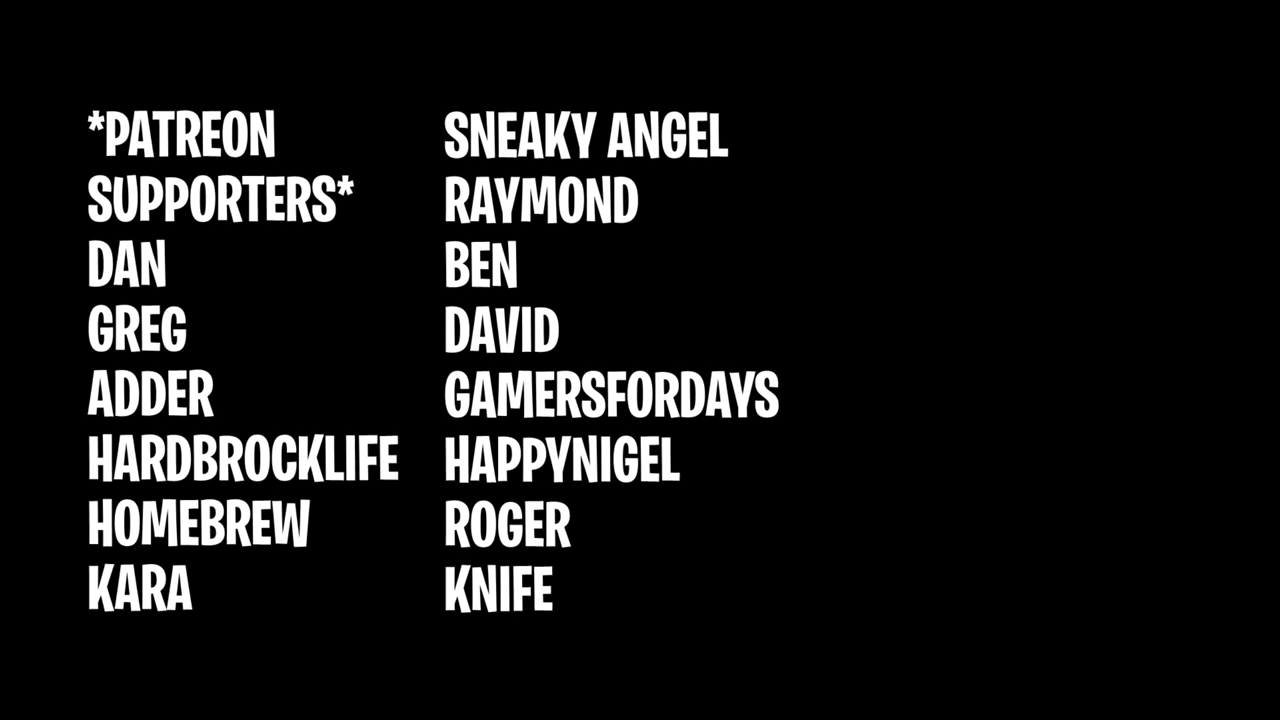 *PATREON
SUPPORTERS*
DAN
GREG
ADDER
HARDBROCKLIFE
HOMEBREW
KARA
SNEAKY ANGEL
RAYMOND
BEN
DAVID
GAMERSFORDAYS
HAPPYNIGEL
ROGER
KNIFE